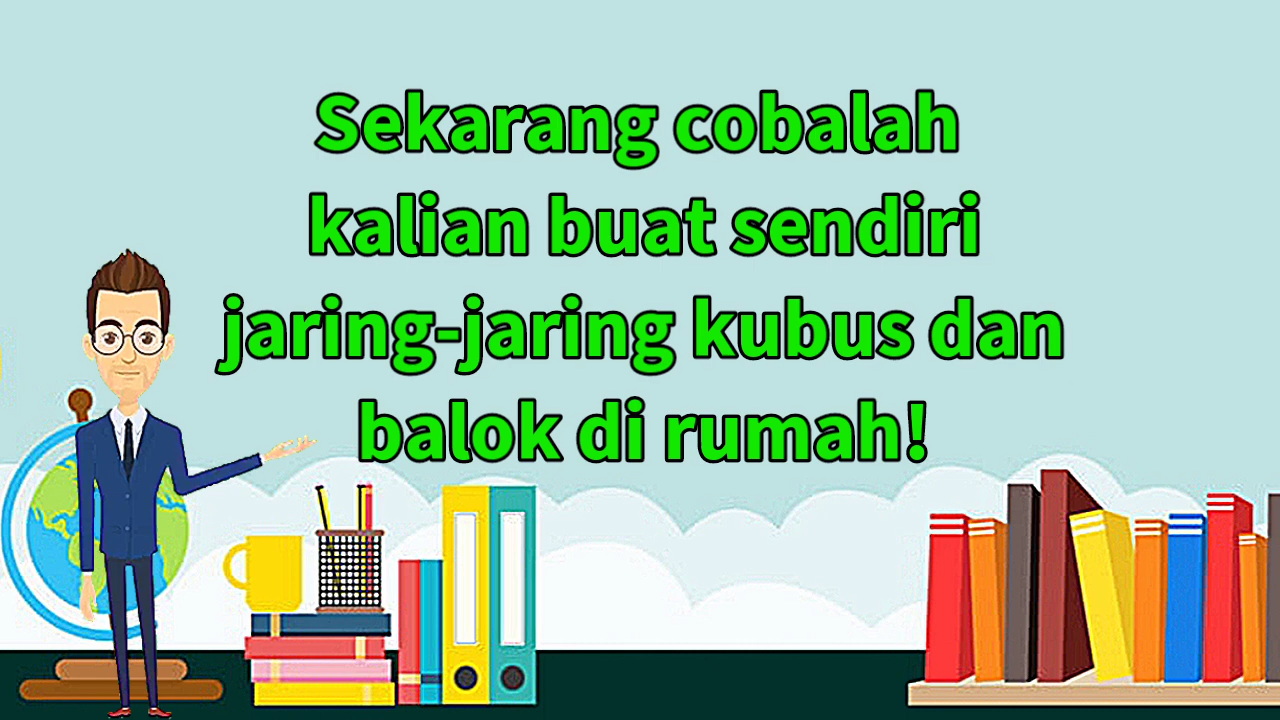 Sekarang cobalah
kalian buat sendiri
jaring-jaring kubus dan
balok di rumah!